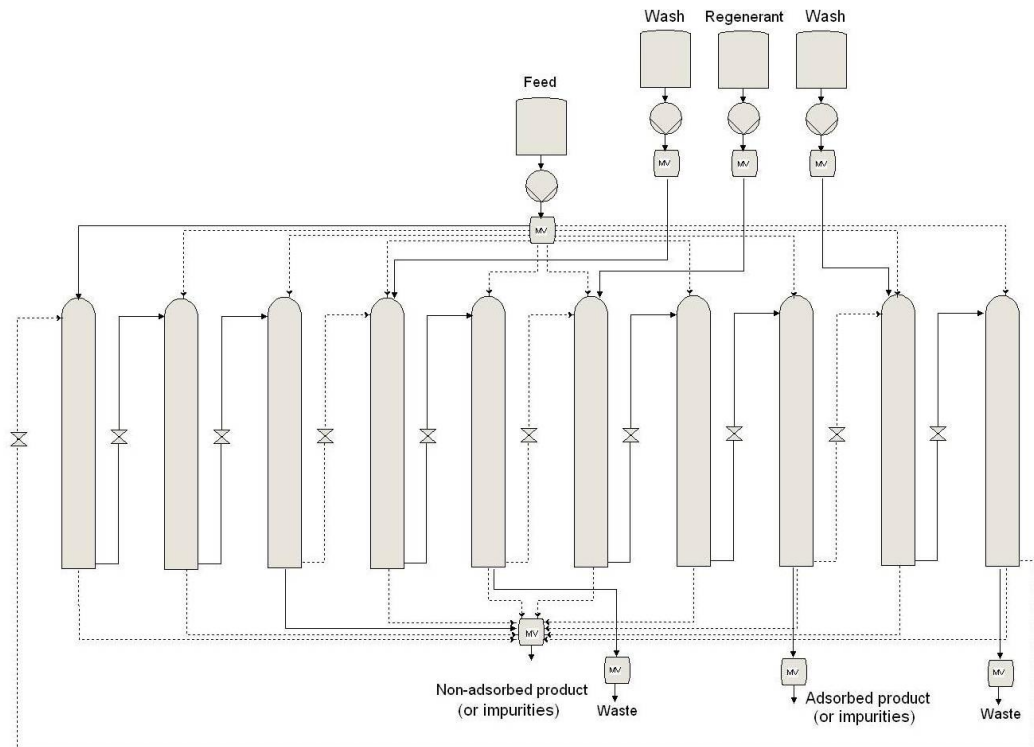 Wash
Regenerant
Wash
Feed
MV
MV
MV
MV
MV
MV
MV
MV
Non-adsorbed product
(or impurities)
Waste
Adsorbed product
(or impurities)
Waste